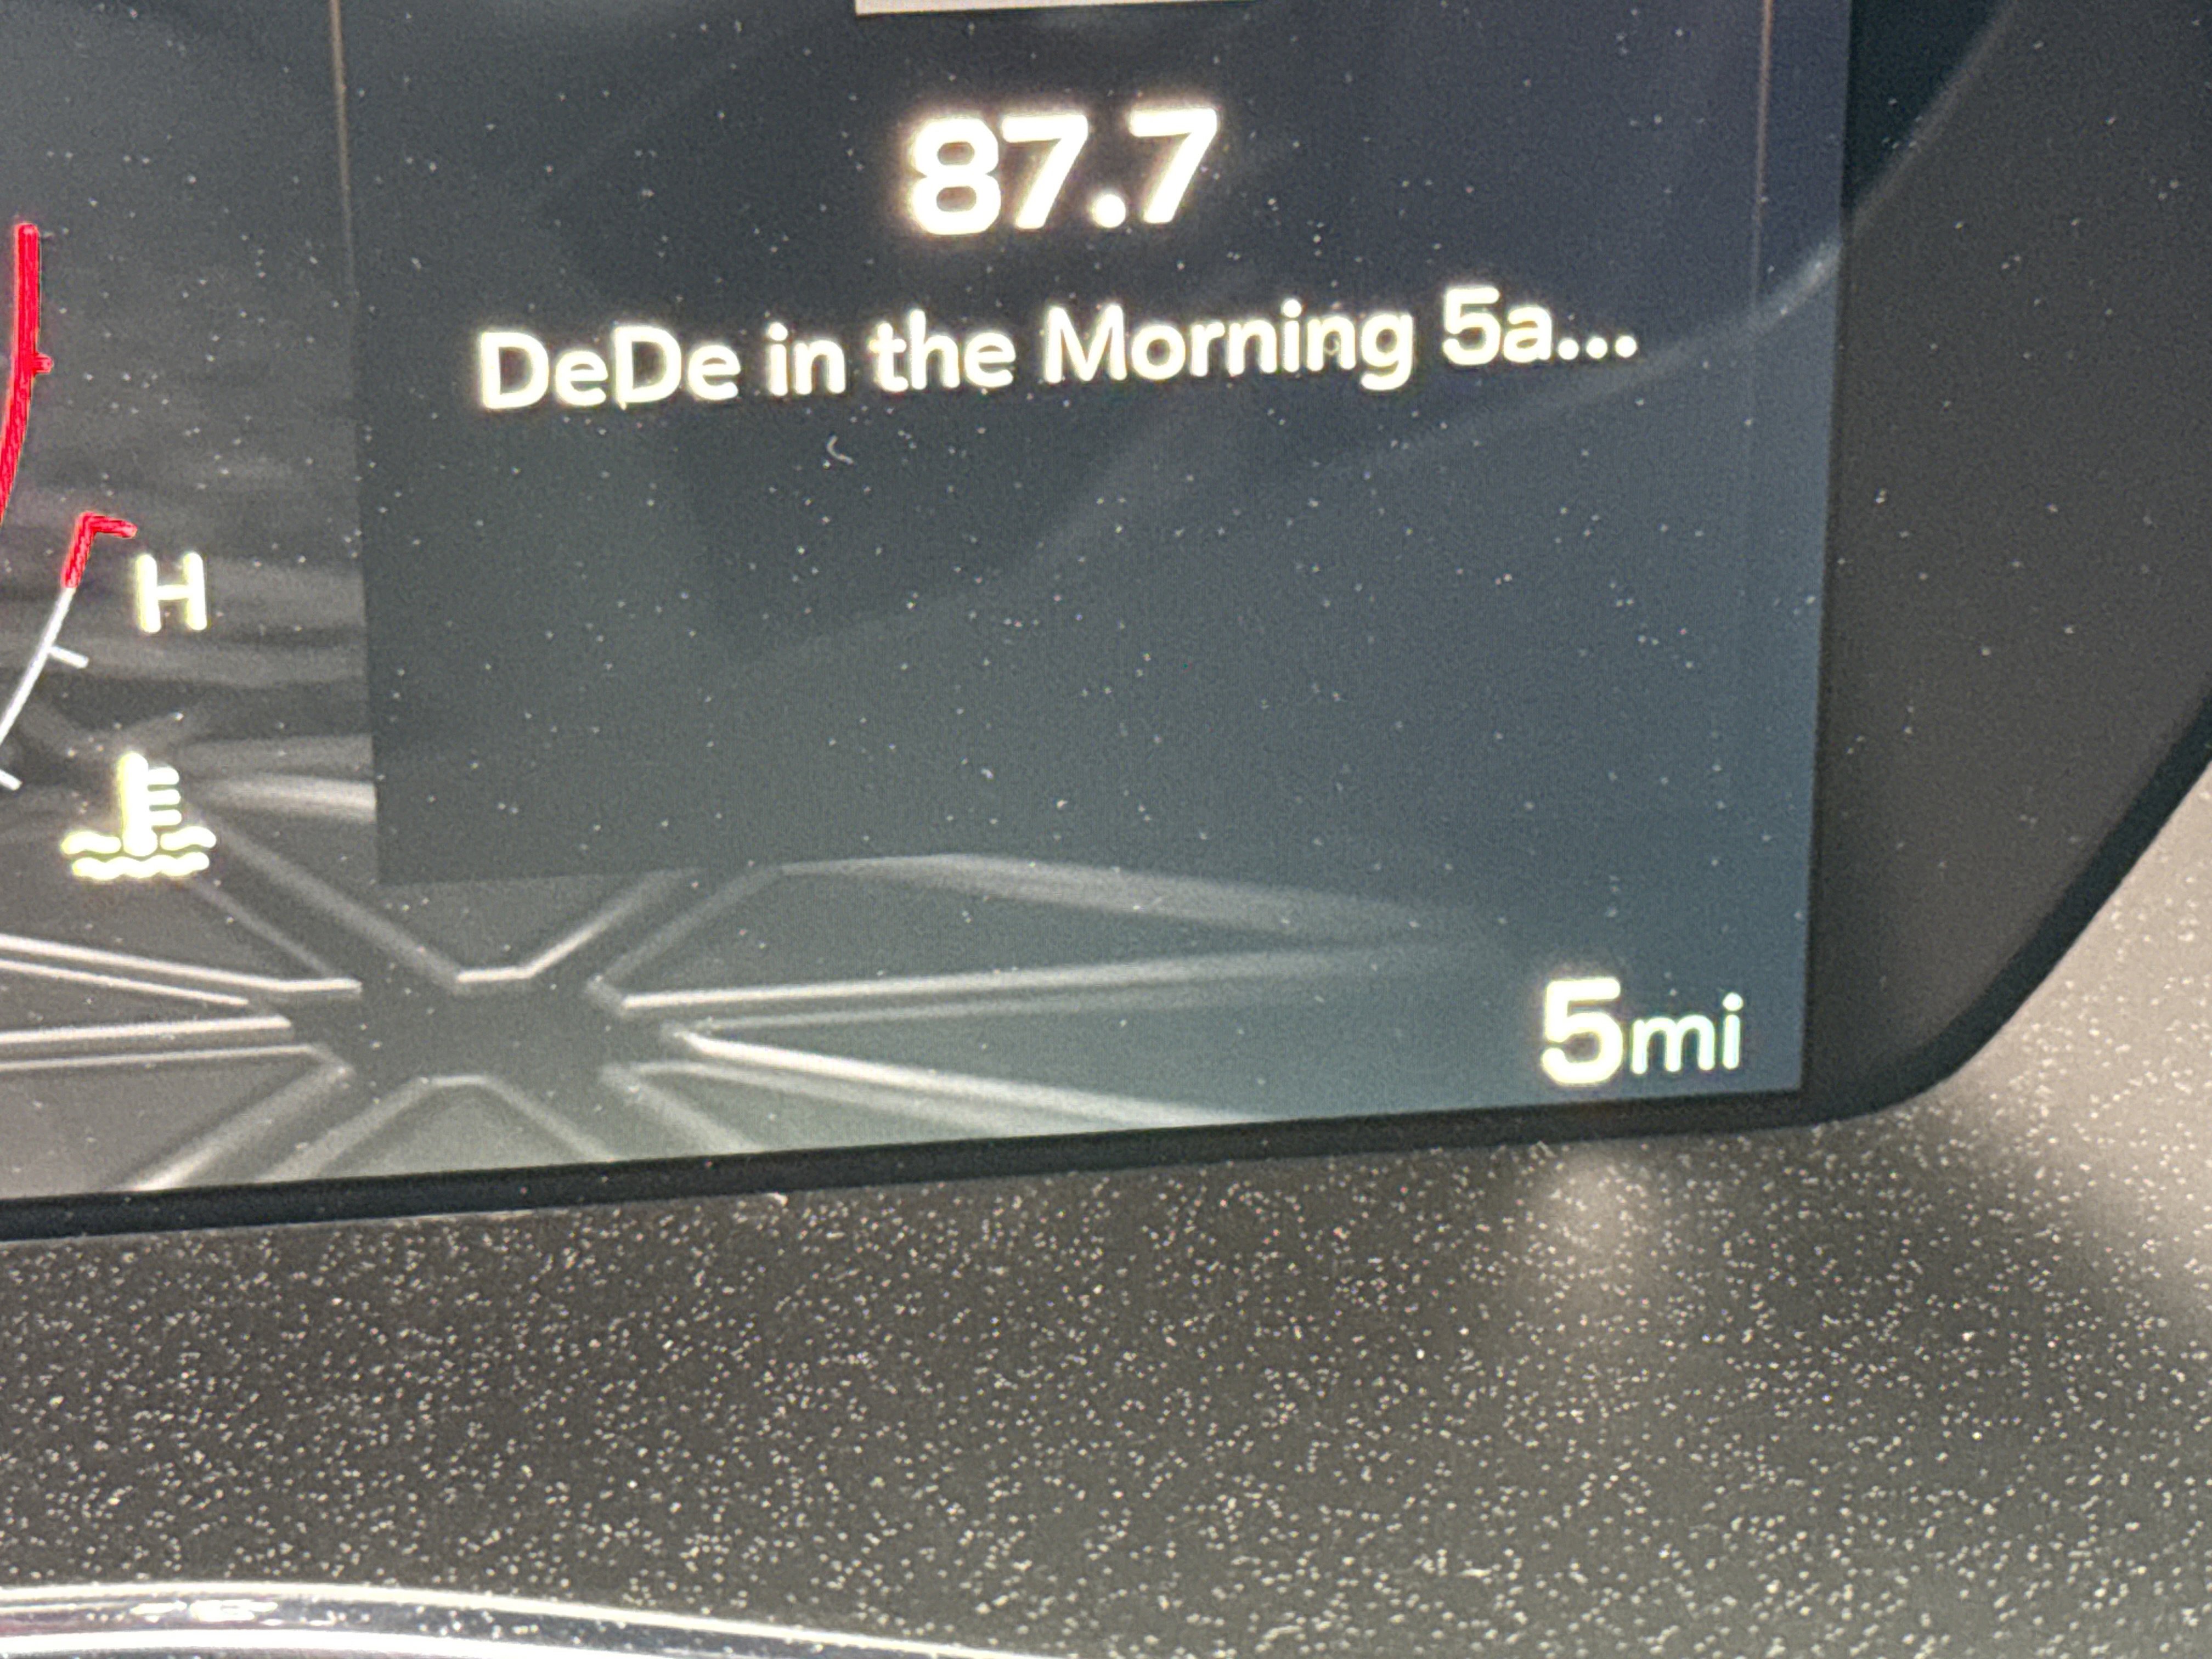 87.7
DeDe in the Morning 5a...
H
5mi